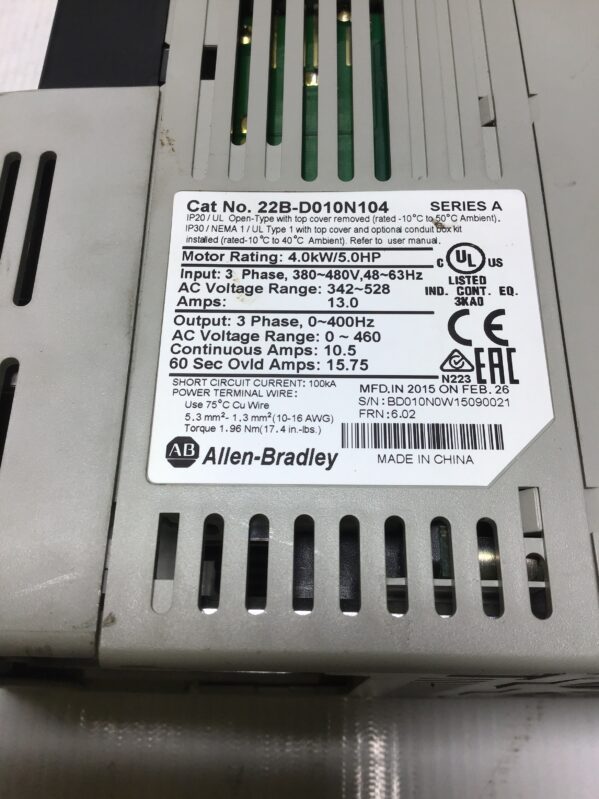 Cat No. 22B-D010N104 SERIES A
IP20 / UL Open-Type with top cover removed (rated -10°C to 50°C Ambient).
IP30 / NEMA 1 / UL Type 1 with top cover and optional conduit box kit
installed (rated-10°C to 40°C Ambient). Refer to user manual.
Motor Rating: 4.0kW/5.0HP
Input: 3 Phase, 380~480V,48~63Hz
AC Voltage Range: 342~528
Amps: 13.0
C UL US
LISTED
IND. CONT. EQ.
3KA0
Output: 3 Phase, 0~400Hz
AC Voltage Range: 0 ~ 460
Continuous Amps: 10.5
60 Sec Ovld Amps: 15.75
CE
N223
EAC
SHORT CIRCUIT CURRENT: 100kA
POWER TERMINAL WIRE:
Use 75°C Cu Wire
5.3 mm²- 1.3 mm² (10-16 AWG)
Torque 1.96 Nm(17.4 in.-lbs.)
MFD.IN 2015 ON FEB. 26
S/N: BD010N0W15090021
FRN:6.02
AB Allen-Bradley
MADE IN CHINA